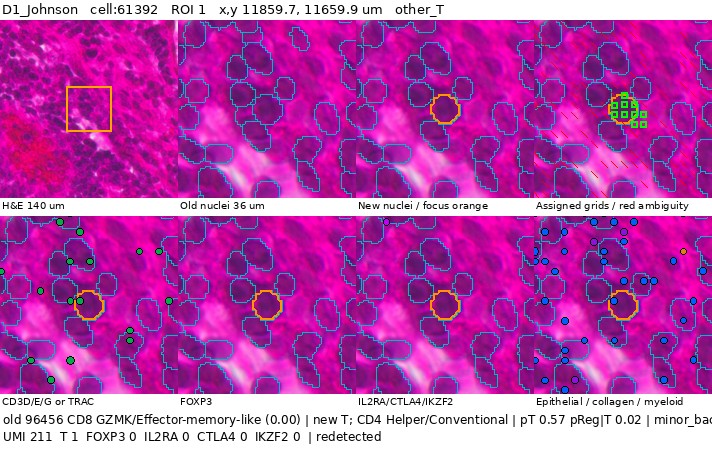 D1_Johnson cell:61392 ROI 1 x,y 11859.7, 11659.9 um other_T
H&E 140 um
Old nuclei 36 um
New nuclei / focus orange
Assigned grids / red ambiguity
CD3D/E/G or TRAC
FOXP3
IL2RA/CTLA4/IKZF2
Epithelial / collagen / myeloid
old 96456 CD8 GZMK/Effector-memory-like (0.00) | new T; CD4 Helper/Conventional | pT 0.57 pReg|T 0.02 | minor_bac
UMI 211 T 1 FOXP3 0 IL2RA 0 CTLA4 0 IKZF2 0 | redetected